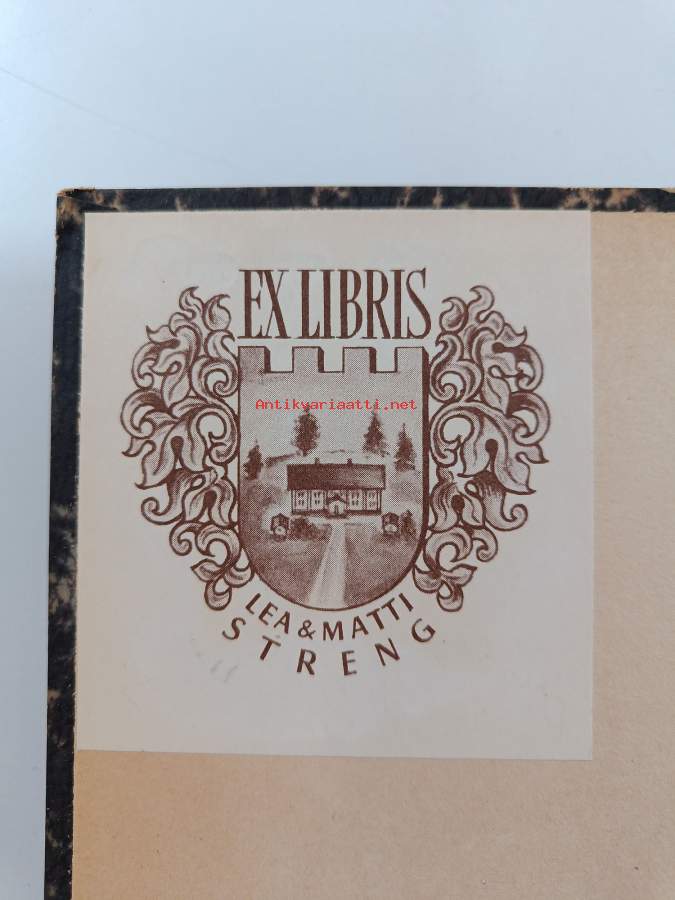 EX LIBRIS
Antikvariaatti.net
LEA & MATTI
STRENG